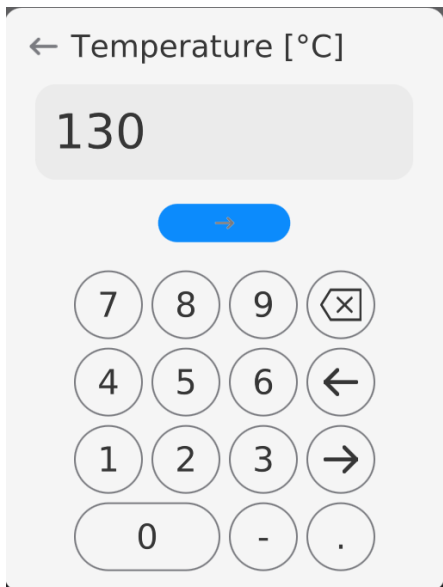 ← Temperature [°C]
130
→
7 8 9 ⌫
4 5 6 ←
1 2 3 →
0 - .